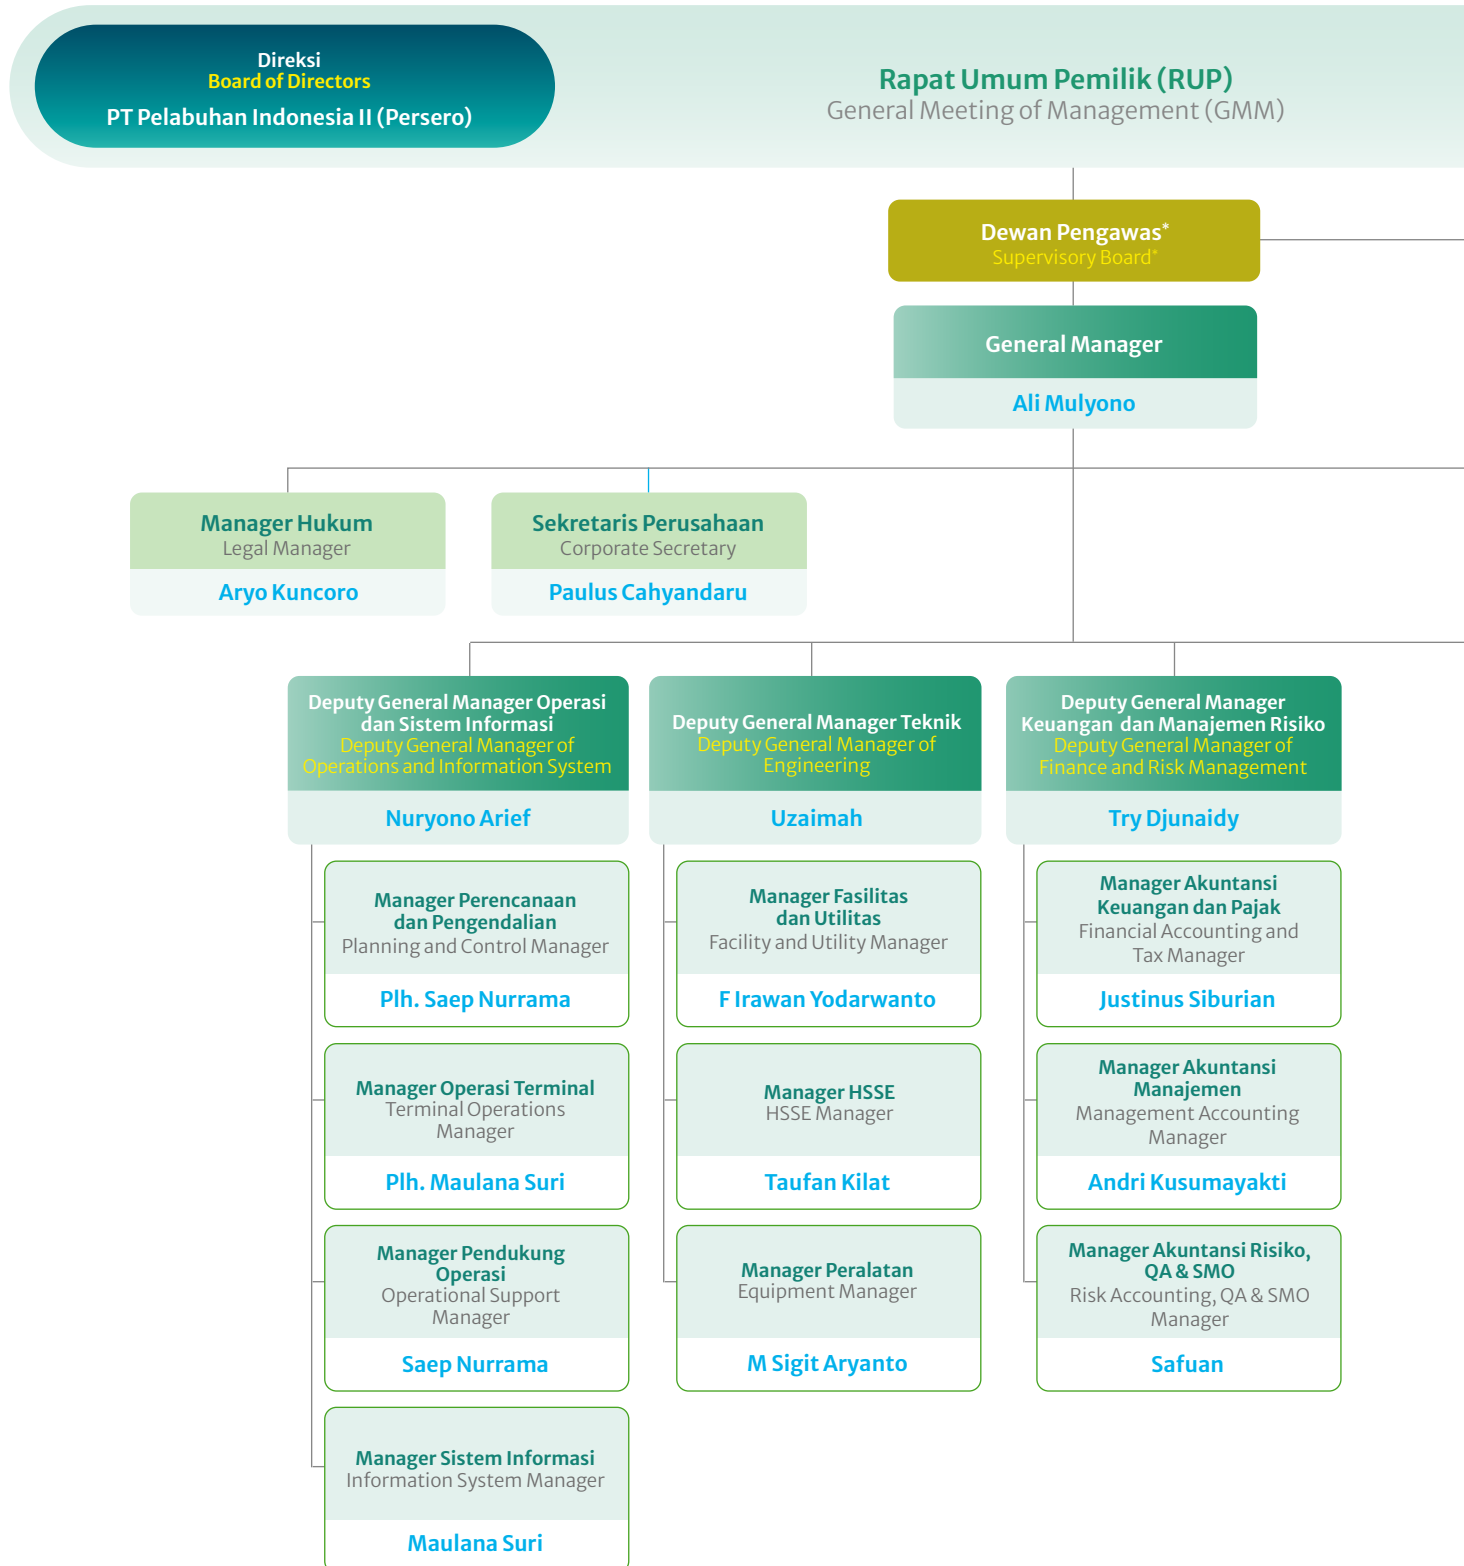 Direksi
Board of Directors
PT Pelabuhan Indonesia II (Persero)
Rapat Umum Pemilik (RUP)
General Meeting of Management (GMM)
Dewan Pengawas*
Supervisory Board*
General Manager
Ali Mulyono
Manager Hukum
Legal Manager
Aryo Kuncoro
Sekretaris Perusahaan
Corporate Secretary
Paulus Cahyandaru
Deputy General Manager Operasi
dan Sistem Informasi
Deputy General Manager of
Operations and Information System
Nuryono Arief
Manager Perencanaan
dan Pengendalian
Planning and Control Manager
Plh. Saep Nurrama
Manager Operasi Terminal
Terminal Operations
Manager
Plh. Maulana Suri
Manager Pendukung
Operasi
Operational Support
Manager
Saep Nurrama
Manager Sistem Informasi
Information System Manager
Maulana Suri
Deputy General Manager Teknik
Deputy General Manager of
Engineering
Uzaimah
Manager Fasilitas
dan Utilitas
Facility and Utility Manager
F Irawan Yodarwanto
Manager HSSE
HSSE Manager
Taufan Kilat
Manager Peralatan
Equipment Manager
M Sigit Aryanto
Deputy General Manager
Keuangan dan Manajemen Risiko
Deputy General Manager of
Finance and Risk Management
Try Djunaidy
Manager Akuntansi
Keuangan dan Pajak
Financial Accounting and
Tax Manager
Justinus Siburian
Manager Akuntansi
Manajemen
Management Accounting
Manager
Andri Kusumayakti
Manager Akuntansi Risiko,
QA & SMO
Risk Accounting, QA & SMO
Manager
Safuan